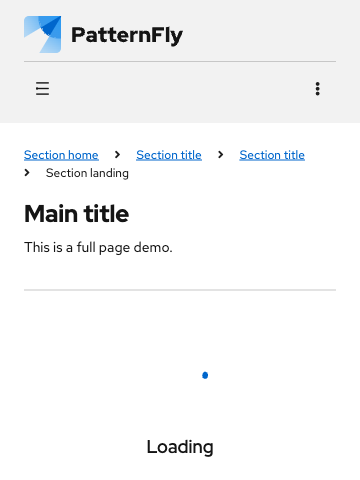 PatternFly
Section home Section title Section title
Section landing
Main title
This is a full page demo.
Loading